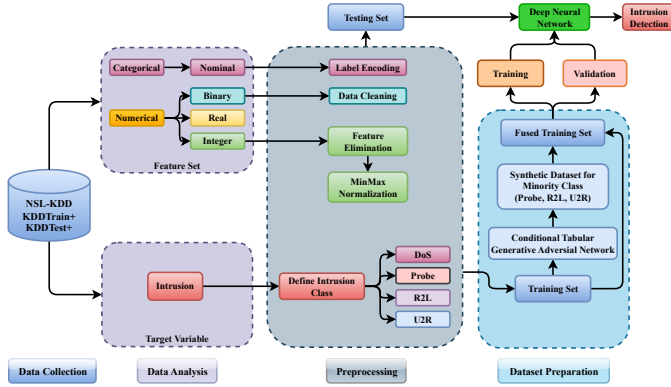 Testing Set
Deep Neural
Network
Intrusion
Detection
Categorical
Nominal
Label Encoding
Training
Validation
Binary
Data Cleaning
Numerical
Real
Integer
Feature
Elimination
Feature Set
MinMax
Normalization
Fused Training Set
Synthetic Dataset for
Minority Class
(Probe, R2L, U2R)
NSL-KDD
KDDTrain+
KDDTest+
Conditional Tabular
Generative Adversial Network
Training Set
Intrusion
Define Intrusion
Class
DoS
Probe
R2L
U2R
Target Variable
Data Collection
Data Analysis
Preprocessing
Dataset Preparation